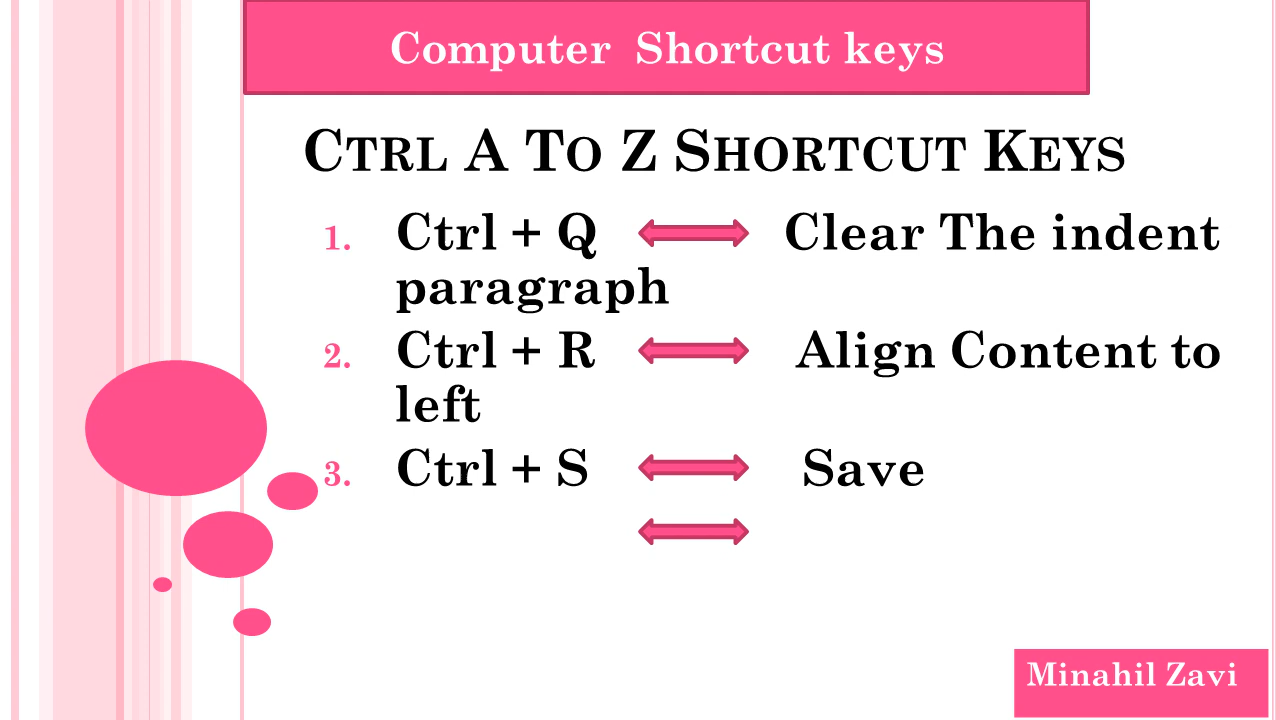 Computer Shortcut keys
CTRL A TO Z SHORTCUT KEYS
1. Ctrl + Q Clear The indent
paragraph
2. Ctrl + R Align Content to
left
3. Ctrl + S Save
Minahil Zavi